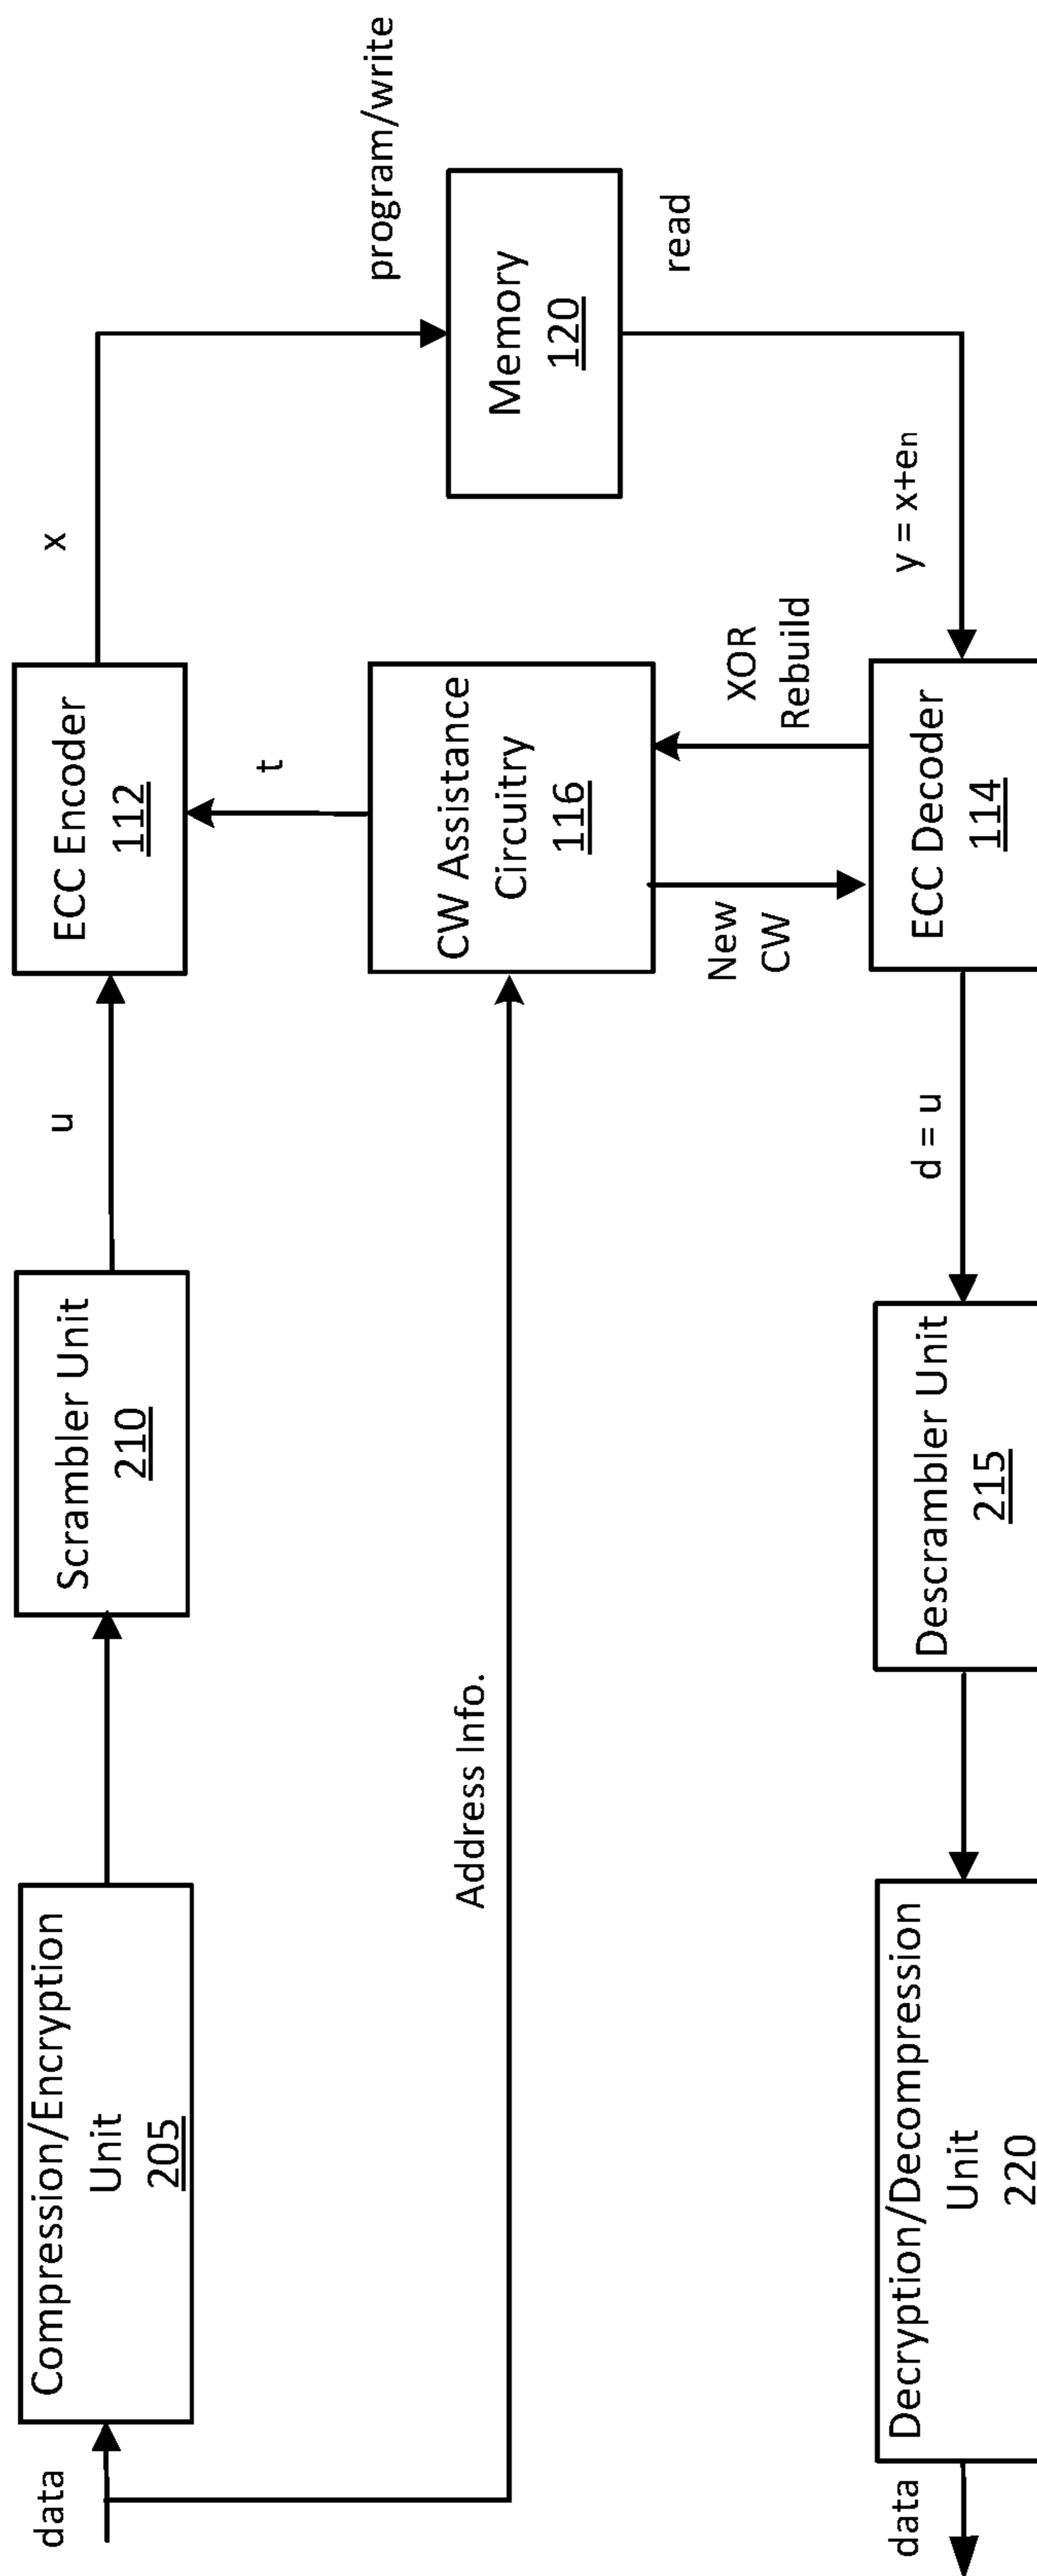 data
Compression/Encryption
Unit
205
Scrambler Unit
210
u
ECC Encoder
112
x
program/write
t
Address Info.
CW Assistance
Circuitry
116
Memory
120
read
New
CW
XOR
Rebuild
y = x+en
ECC Decoder
114
d = u
Descrambler Unit
215
Decryption/Decompression
Unit
220
data